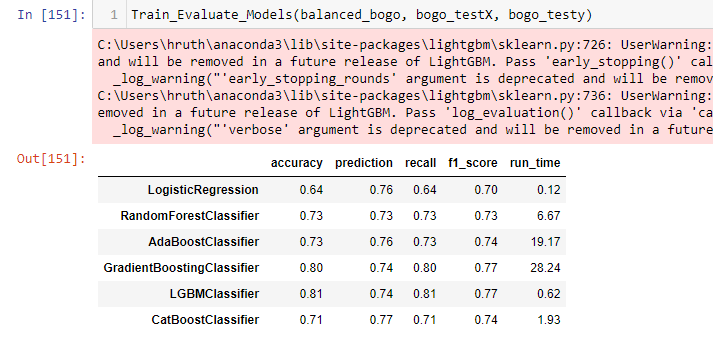 In [151]: 1 Train_Evaluate_Models(balanced_bogo, bogo_testX, bogo_testy)
C:\Users\hruth\anaconda3\lib\site-packages\lightgbm\sklearn.py:726: UserWarning:
and will be removed in a future release of LightGBM. Pass 'early_stopping()' cal
_log_warning("'early_stopping_rounds' argument is deprecated and will be remov
C:\Users\hruth\anaconda3\lib\site-packages\lightgbm\sklearn.py:736: UserWarning:
emoved in a future release of LightGBM. Pass 'log_evaluation()' callback via 'ca
_log_warning("'verbose' argument is deprecated and will be removed in a future
Out[151]:
accuracy prediction recall f1_score run_time
LogisticRegression 0.64 0.76 0.64 0.70 0.12
RandomForestClassifier 0.73 0.73 0.73 0.73 6.67
AdaBoostClassifier 0.73 0.76 0.73 0.74 19.17
GradientBoostingClassifier 0.80 0.74 0.80 0.77 28.24
LGBMClassifier 0.81 0.74 0.81 0.77 0.62
CatBoostClassifier 0.71 0.77 0.71 0.74 1.93